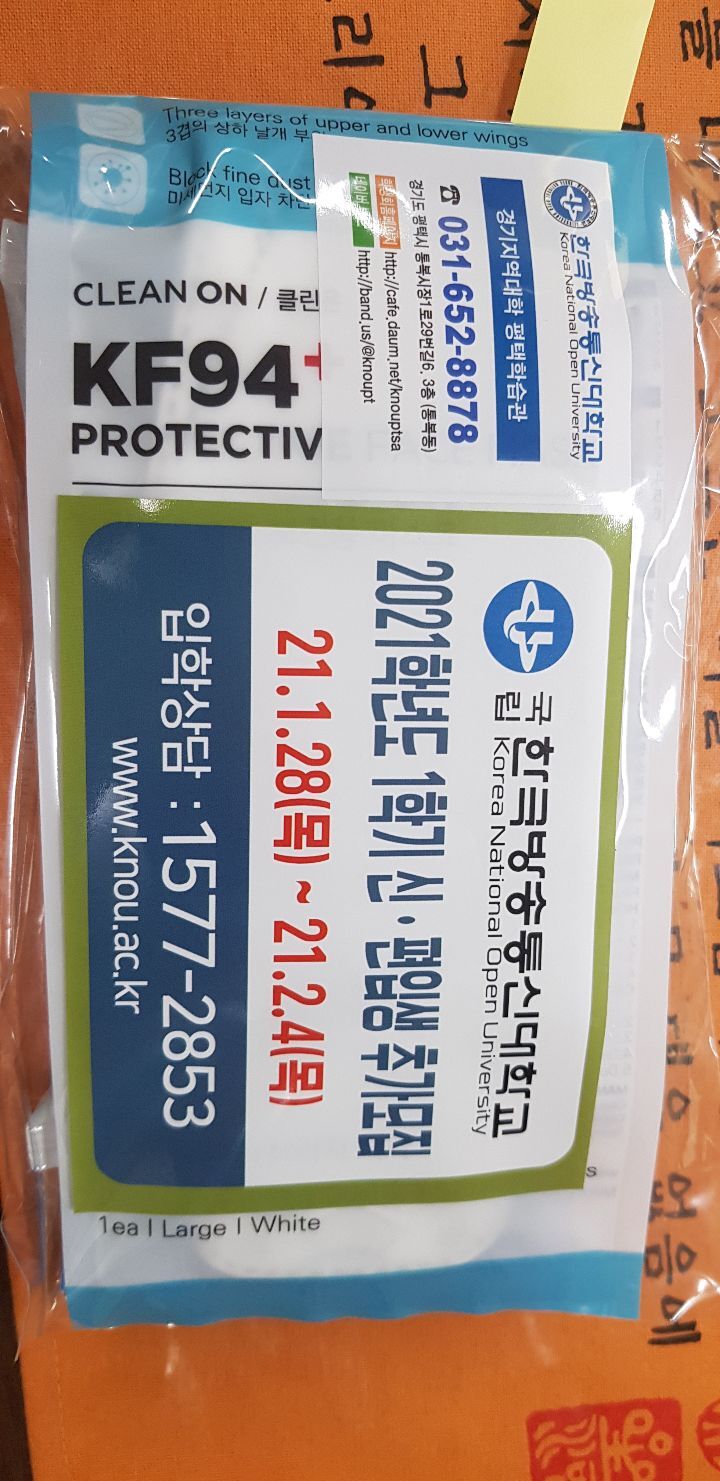 Three layers of upper and lower wings
3겹의 상하 날개
Block fine dust
미세먼지 입자 차단
CLEAN ON / 클린
KF94
PROTECTIV
한국방송통신대학교
Korea National Open University
경기지역대학 평택학습관
☎ 031-652-8878
경기도 평택시 통복시장1로29번길6, 3층 (통복동)
학생회홈페이지 http://cafe.daum.net/knouptsa
http://band.us/@knoupt
국립 한국방송통신대학교
Korea National Open University
2021학년도 1학기 신·편입생 추가모집
21.1.28(목) ~ 21.2.4(목)
입학상담 : 1577-2853
www.knou.ac.kr
1ea I Large I White